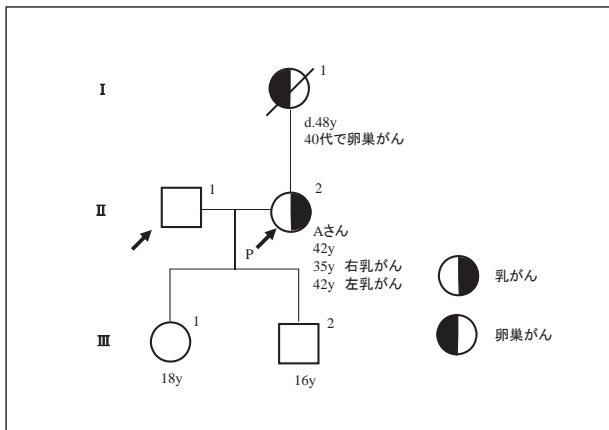 I
1
d.48y
40代で卵巣がん
II
1
2
P
Aさん
42y
35y 右乳がん
42y 左乳がん
乳がん
卵巣がん
III
1
2
18y
16y